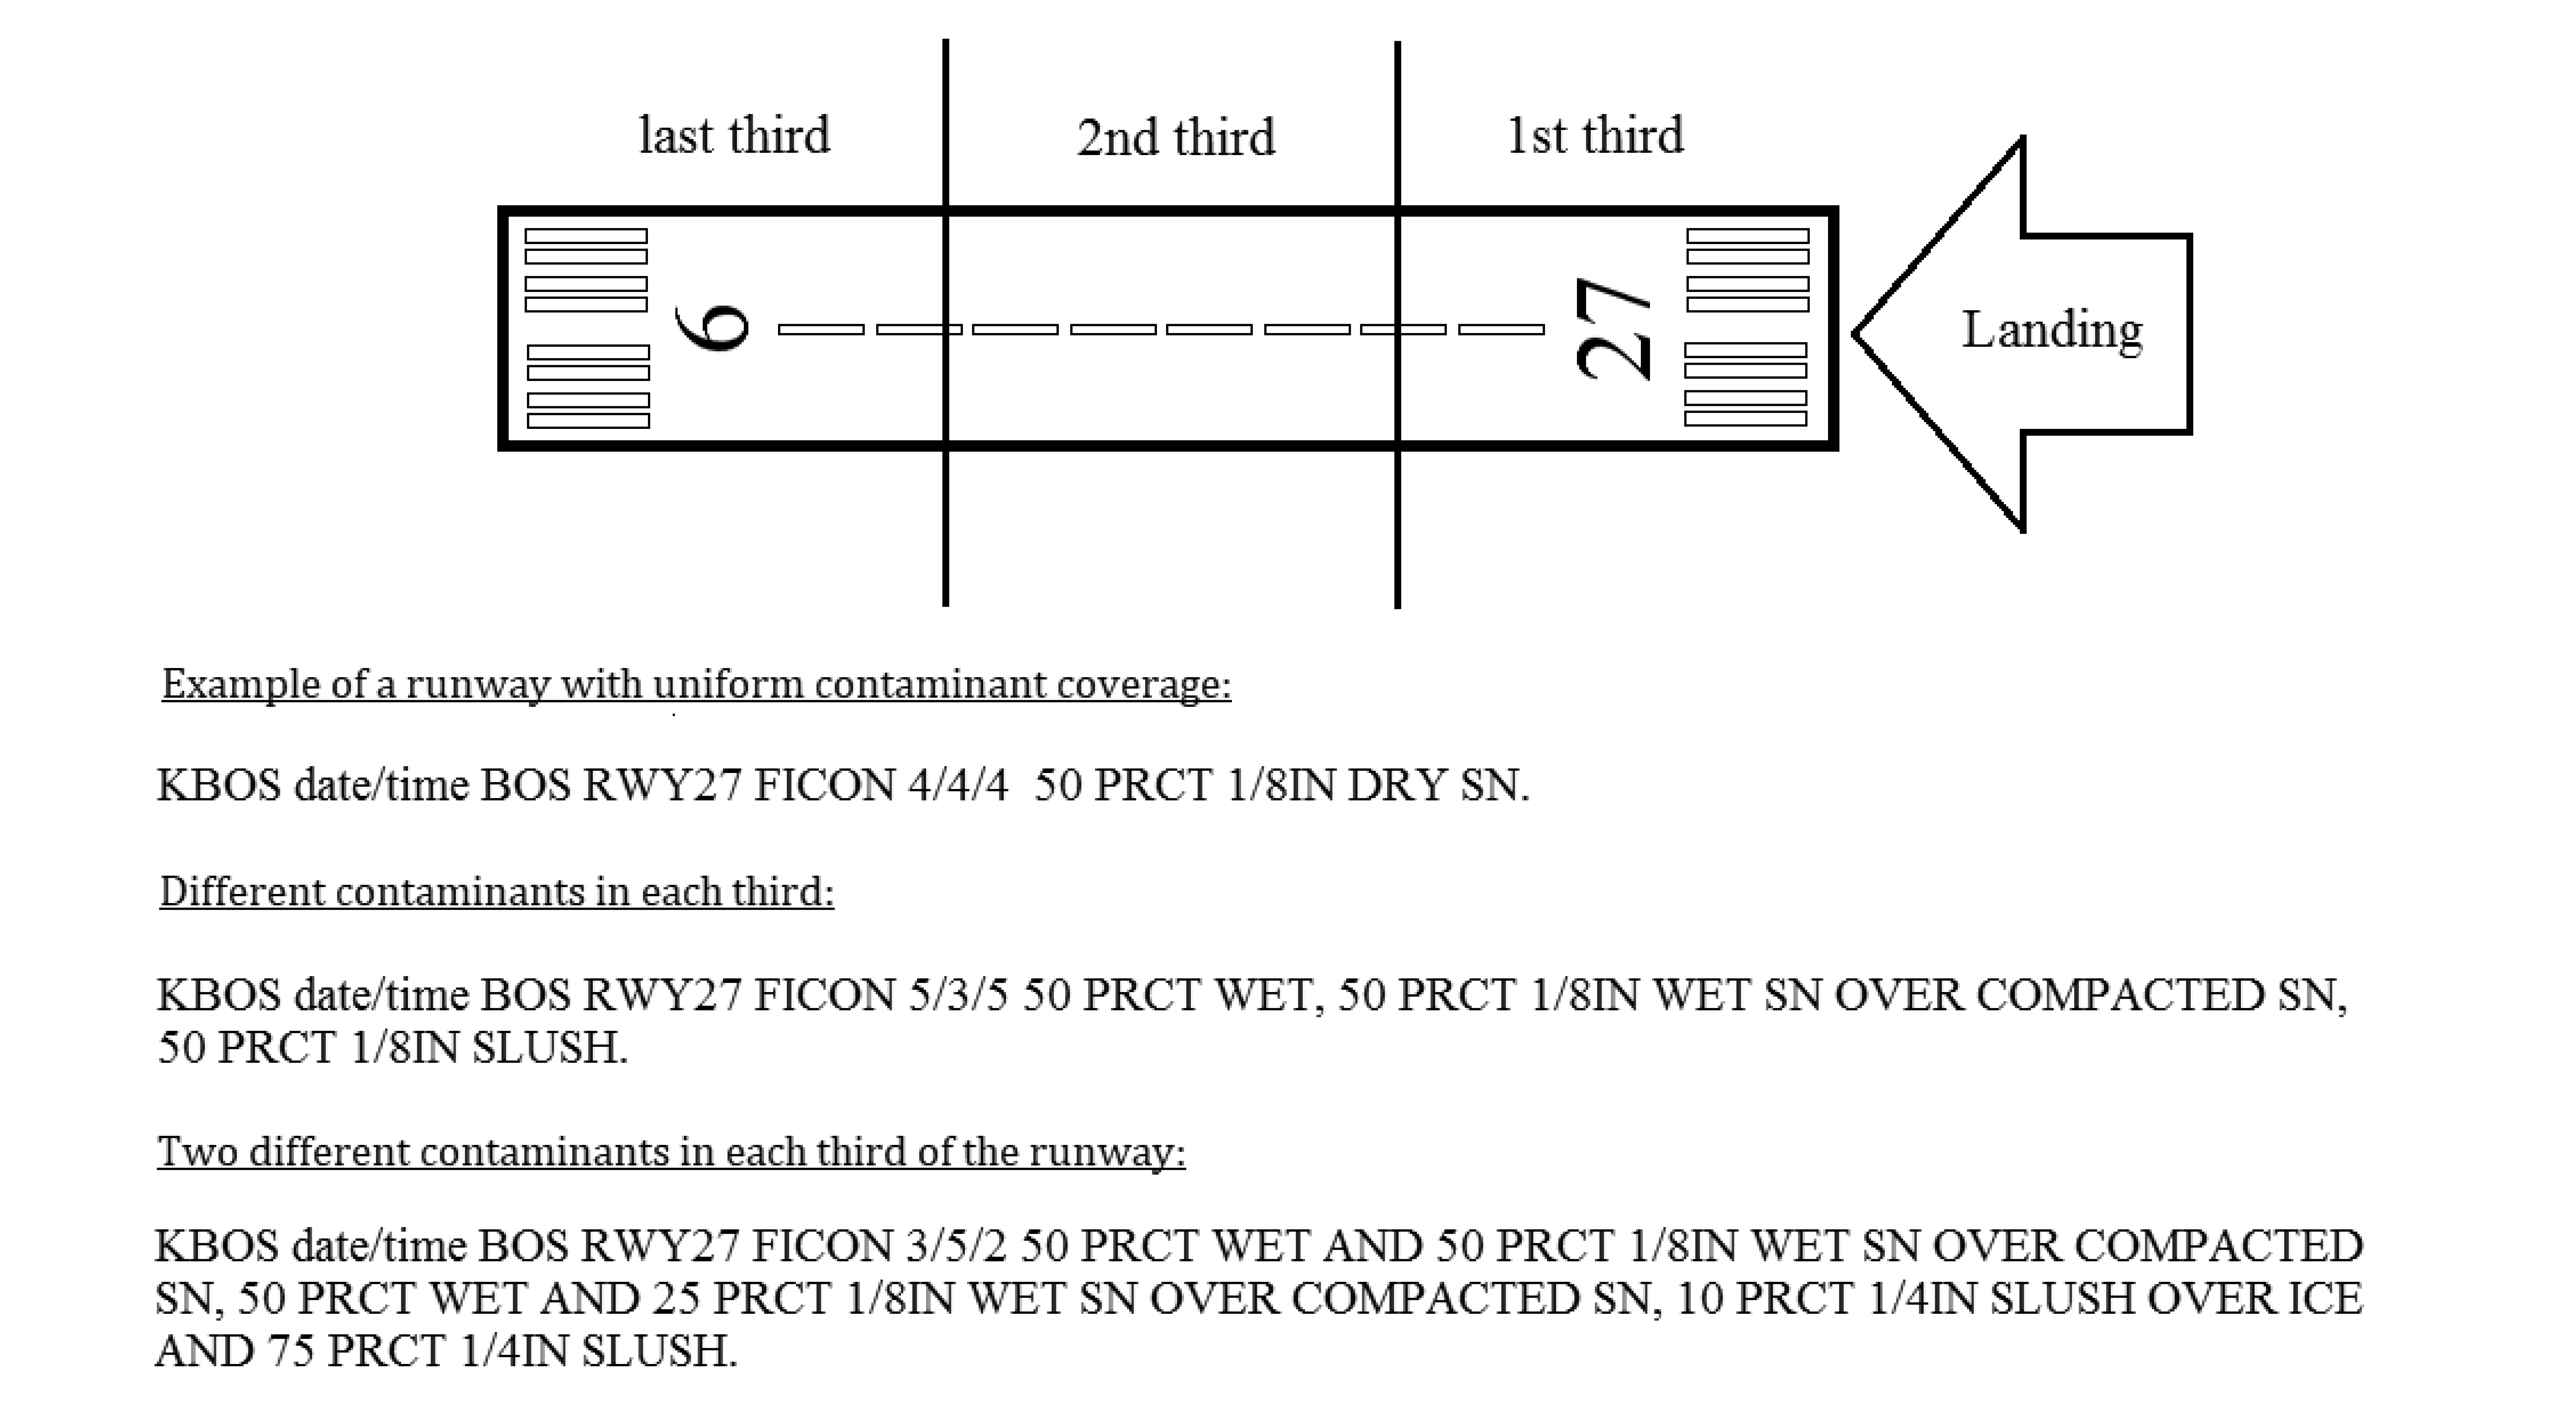 last third
2nd third
1st third
9
27
Landing
Example of a runway with uniform contaminant coverage:
KBOS date/time BOS RWY27 FICON 4/4/4  50 PRCT 1/8IN DRY SN.
Different contaminants in each third:
KBOS date/time BOS RWY27 FICON 5/3/5 50 PRCT WET, 50 PRCT 1/8IN WET SN OVER COMPACTED SN,
50 PRCT 1/8IN SLUSH.
Two different contaminants in each third of the runway:
KBOS date/time BOS RWY27 FICON 3/5/2 50 PRCT WET AND 50 PRCT 1/8IN WET SN OVER COMPACTED
SN, 50 PRCT WET AND 25 PRCT 1/8IN WET SN OVER COMPACTED SN, 10 PRCT 1/4IN SLUSH OVER ICE
AND 75 PRCT 1/4IN SLUSH.